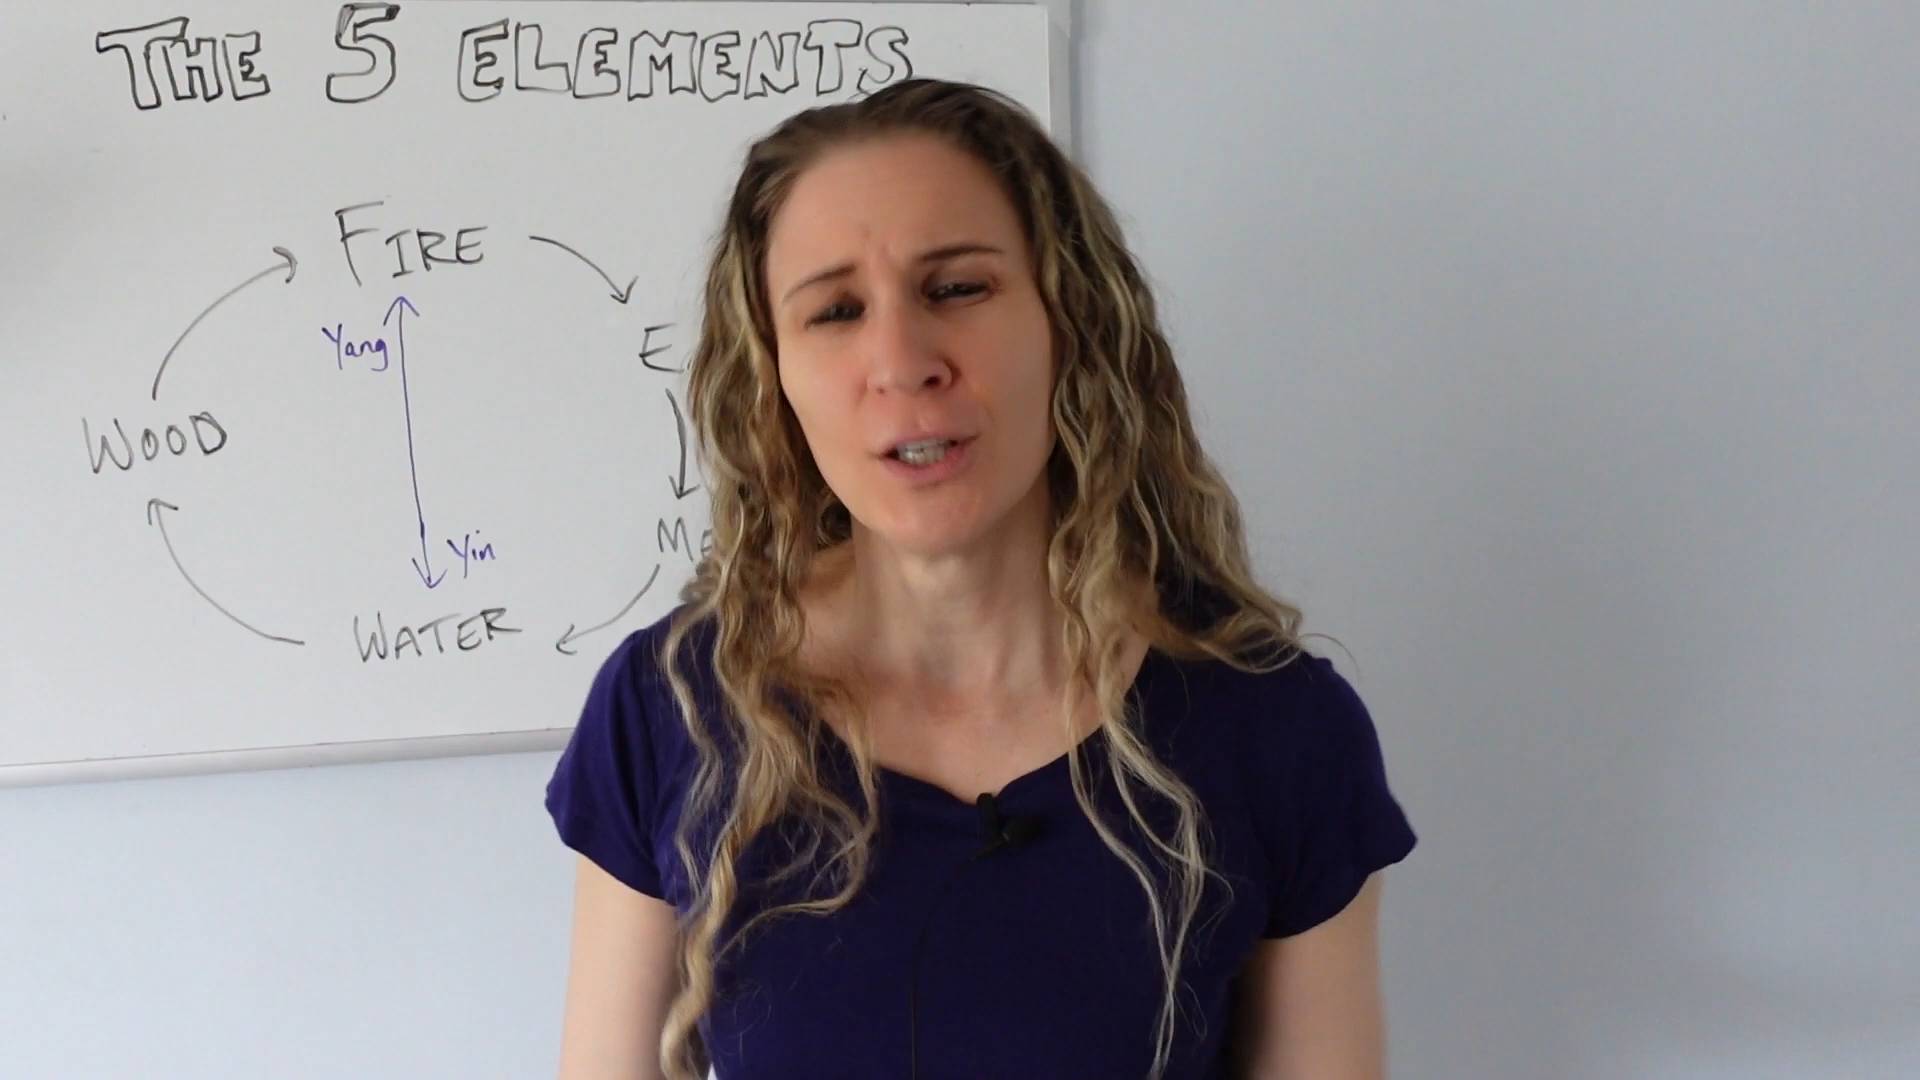 THE 5 ELEMENTS
FIRE
Yang
WOOD
Yin
WATER